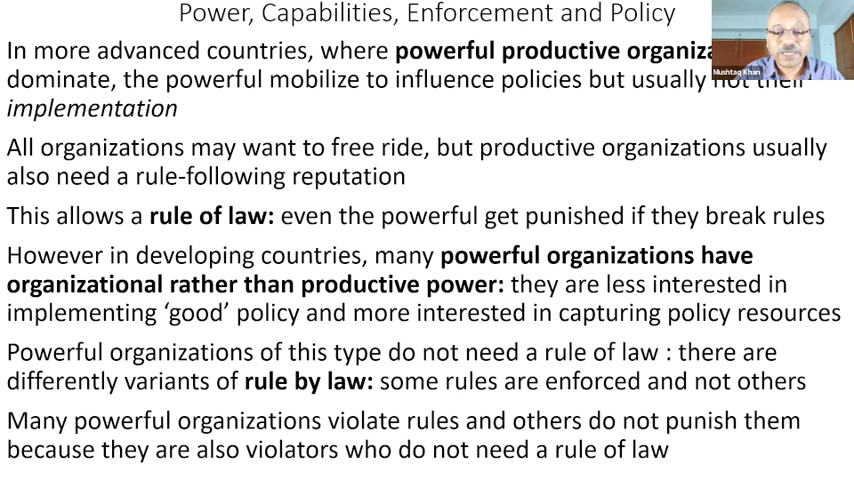 Power, Capabilities, Enforcement and Policy
In more advanced countries, where powerful productive
dominate, the powerful mobilize to influence policies but usually not their
implementation
Mushtaq Khan
All organizations may want to free ride, but productive organizations usually
also need a rule-following reputation
This allows a rule of law: even the powerful get punished if they break rules
However in developing countries, many powerful organizations have
organizational rather than productive power: they are less interested in
implementing ‘good’ policy and more interested in capturing policy resources
Powerful organizations of this type do not need a rule of law : there are
differently variants of rule by law: some rules are enforced and not others
Many powerful organizations violate rules and others do not punish them
because they are also violators who do not need a rule of law